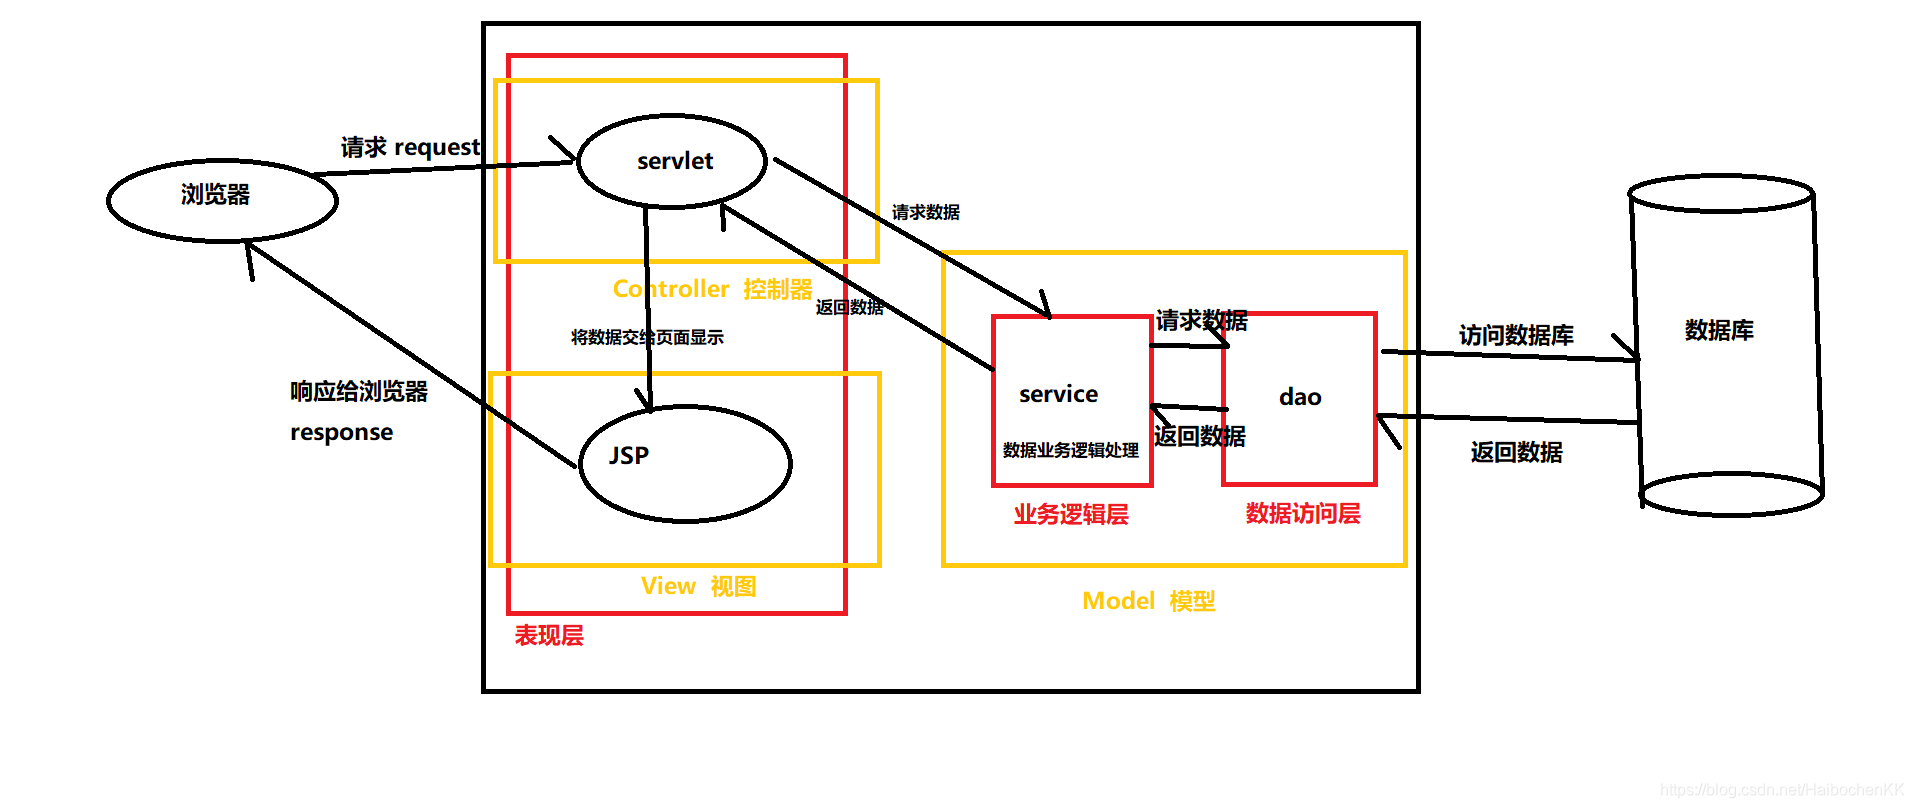 请求 request
浏览器
servlet
请求数据
Controller 控制器
返回数据
将数据交给页面显示
响应给浏览器
response
JSP
View 视图
表现层
请求数据
service
数据业务逻辑处理
返回数据
dao
业务逻辑层
数据访问层
Model 模型
访问数据库
返回数据
数据库
https://blog.csdn.net/HaibochenKK